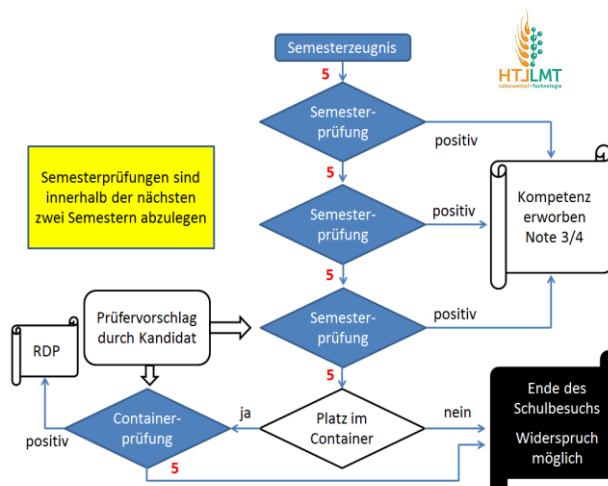 Semesterzeugnis
HTLLMT
Lebensmittel•Technologie
5
Semester-
prüfung
positiv
Semesterprüfungen sind
innerhalb der nächsten
zwei Semestern abzulegen
5
Semester-
prüfung
positiv
Kompetenz
erworben
Note 3/4
5
Prüfervorschlag
durch Kandidat
Semester-
prüfung
positiv
RDP
5
Container-
prüfung
positiv
ja
Platz im
Container
nein
Ende des
Schulbesuchs
Widerspruch
möglich
5